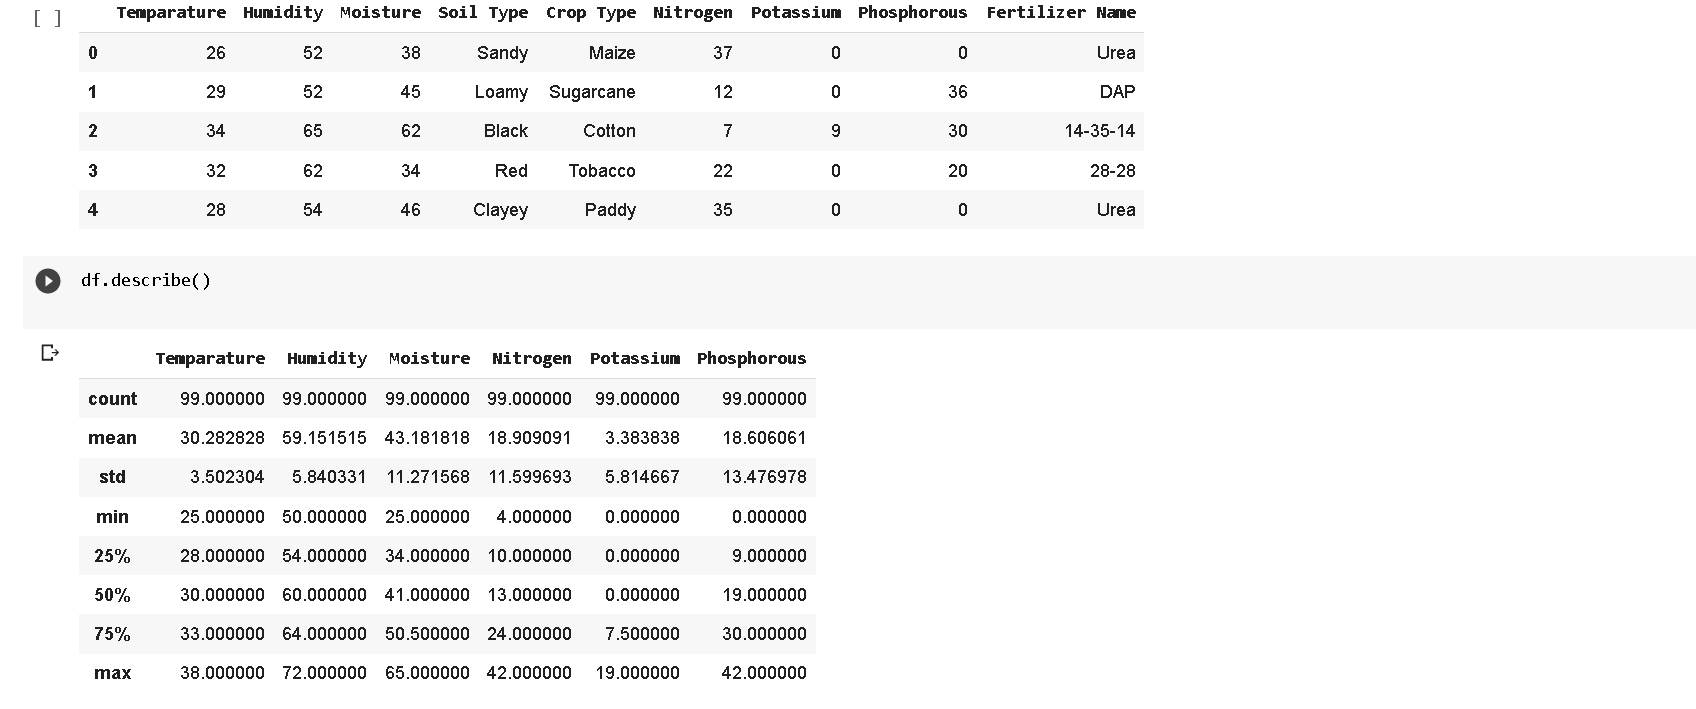 [ ] Temparature Humidity Moisture Soil Type Crop Type Nitrogen Potassium Phosphorous Fertilizer Name
0 26 52 38 Sandy Maize 37 0 0 Urea
1 29 52 45 Loamy Sugarcane 12 0 36 DAP
2 34 65 62 Black Cotton 7 9 30 14-35-14
3 32 62 34 Red Tobacco 22 0 20 28-28
4 28 54 46 Clayey Paddy 35 0 0 Urea
df.describe()
Temparature Humidity Moisture Nitrogen Potassium Phosphorous
count 99.000000 99.000000 99.000000 99.000000 99.000000 99.000000
mean 30.282828 59.151515 43.181818 18.909091 3.383838 18.606061
std 3.502304 5.840331 11.271568 11.599693 5.814667 13.476978
min 25.000000 50.000000 25.000000 4.000000 0.000000 0.000000
25% 28.000000 54.000000 34.000000 10.000000 0.000000 9.000000
50% 30.000000 60.000000 41.000000 13.000000 0.000000 19.000000
75% 33.000000 64.000000 50.500000 24.000000 7.500000 30.000000
max 38.000000 72.000000 65.000000 42.000000 19.000000 42.000000